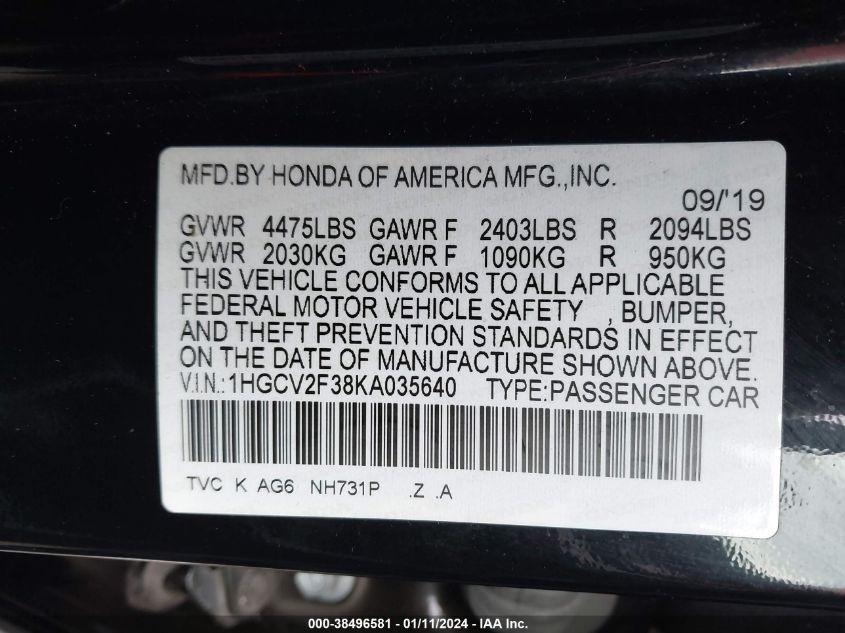 MFD.BY HONDA OF AMERICA MFG.,INC.
09/'19
GVWR 4475LBS GAWR F 2403LBS R 2094LBS
GVWR 2030KG GAWR F 1090KG R 950KG
THIS VEHICLE CONFORMS TO ALL APPLICABLE
FEDERAL MOTOR VEHICLE SAFETY , BUMPER,
AND THEFT PREVENTION STANDARDS IN EFFECT
ON THE DATE OF MANUFACTURE SHOWN ABOVE.
V.I.N.:1HGCV2F38KA035640 TYPE:PASSENGER CAR
TVC K AG6 NH731P .Z .A
000-38496581 - 01/11/2024 - IAA Inc.